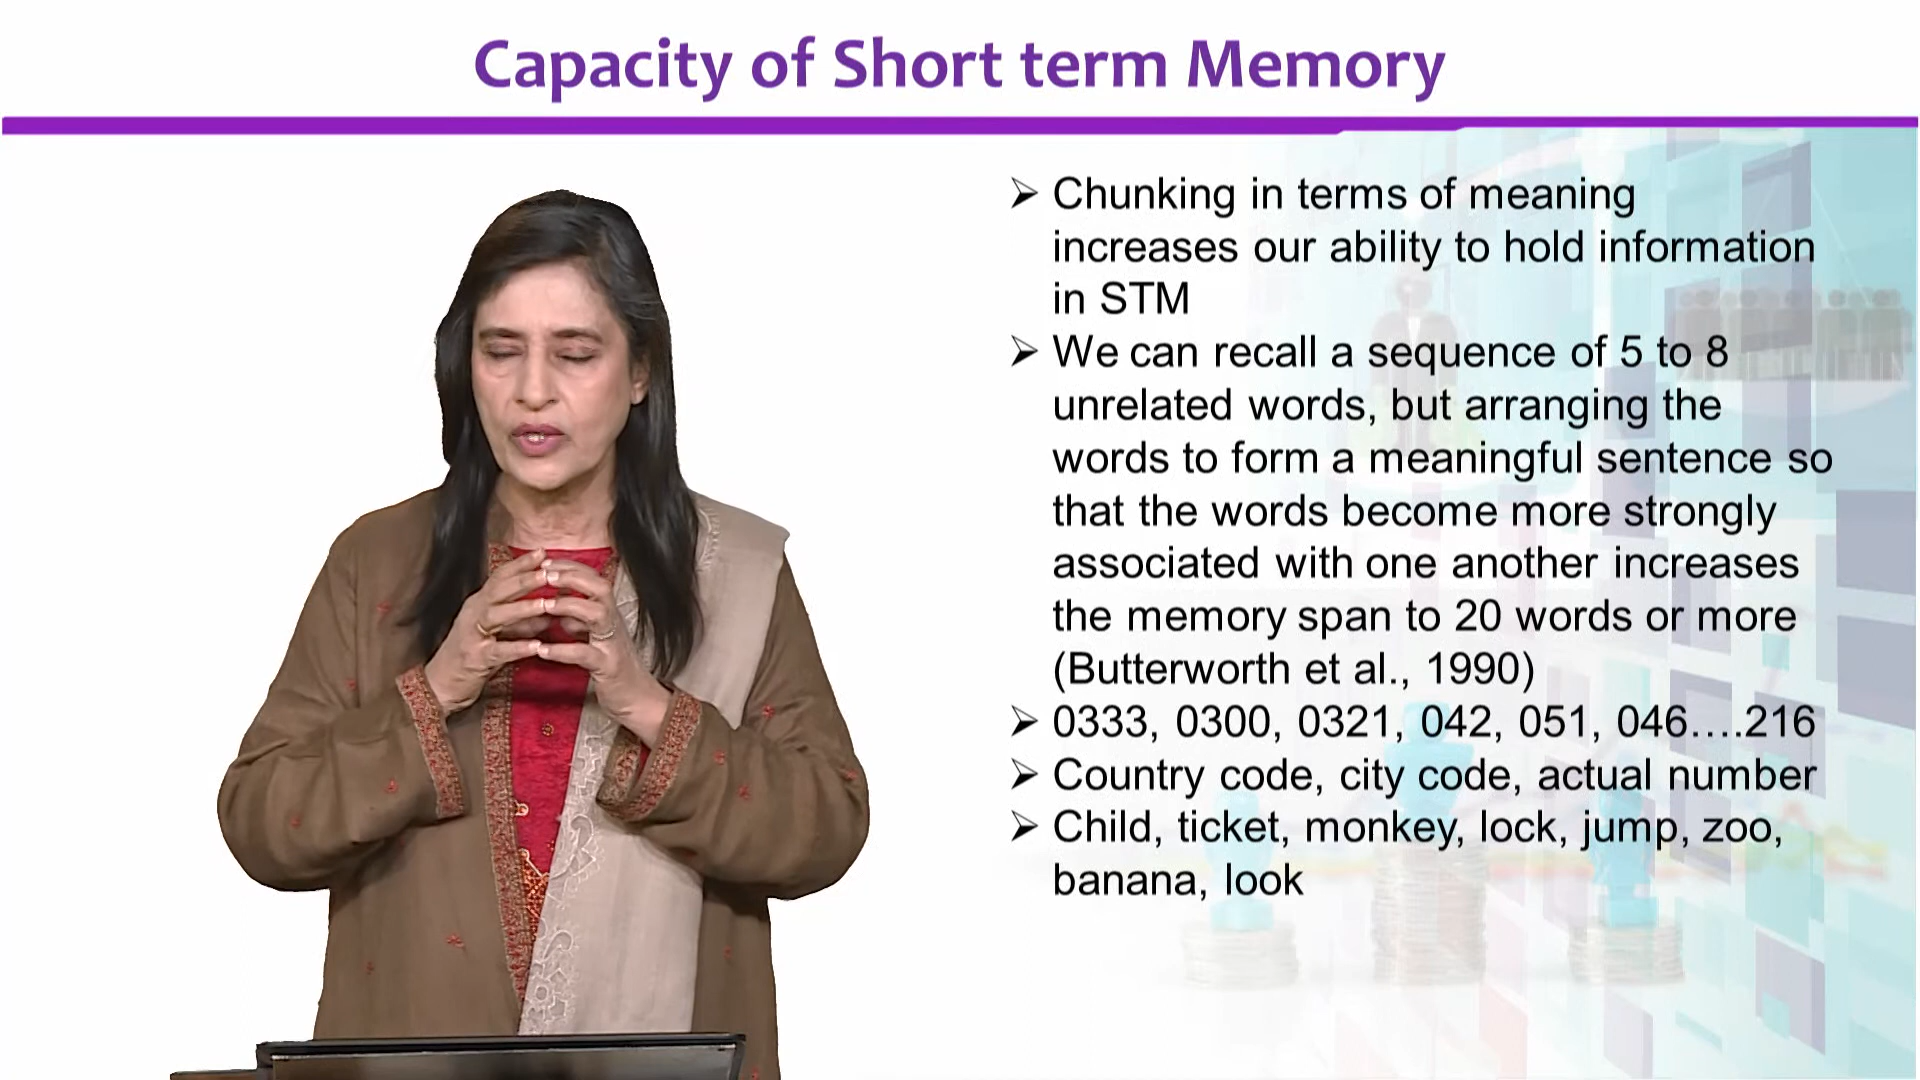 Capacity of Short term Memory
➢ Chunking in terms of meaning
increases our ability to hold information
in STM
➢ We can recall a sequence of 5 to 8
unrelated words, but arranging the
words to form a meaningful sentence so
that the words become more strongly
associated with one another increases
the memory span to 20 words or more
(Butterworth et al., 1990)
➢ 0333, 0300, 0321, 042, 051, 046….216
➢ Country code, city code, actual number
➢ Child, ticket, monkey, lock, jump, zoo,
banana, look